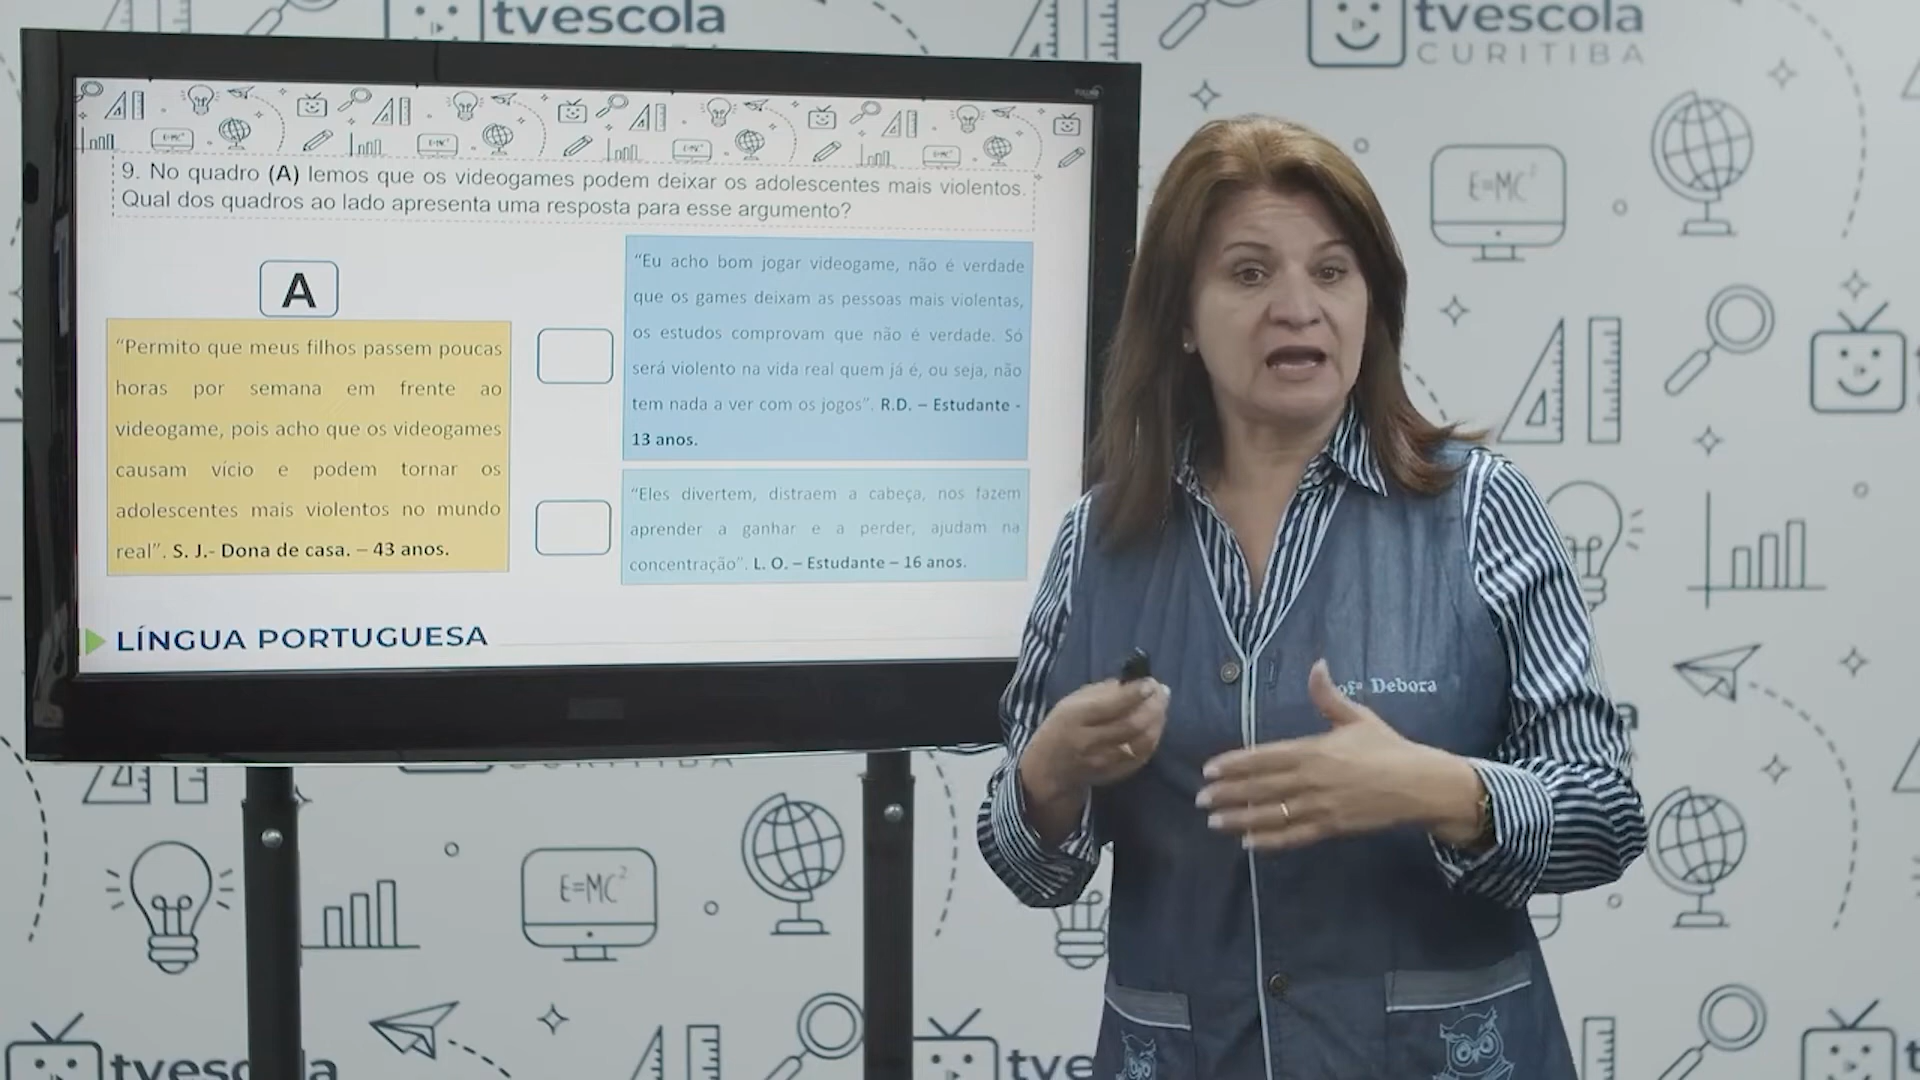 tvescola
tvescola
CURITIBA
9. No quadro (A) lemos que os videogames podem deixar os adolescentes mais violentos.
Qual dos quadros ao lado apresenta uma resposta para esse argumento?
A
“Permito que meus filhos passem poucas
horas por semana em frente ao
videogame, pois acho que os videogames
causam vício e podem tornar os
adolescentes mais violentos no mundo
real”. S. J.- Dona de casa. – 43 anos.
“Eu acho bom jogar videogame, não é verdade
que os games deixam as pessoas mais violentas,
os estudos comprovam que não é verdade. Só
será violento na vida real quem já é, ou seja, não
tem nada a ver com os jogos”. R.D. – Estudante -
13 anos.
“Eles divertem, distraem a cabeça, nos fazem
aprender a ganhar e a perder, ajudam na
concentração”. L. O. – Estudante – 16 anos.
LÍNGUA PORTUGUESA
E=MC²
Debora
E=MC²